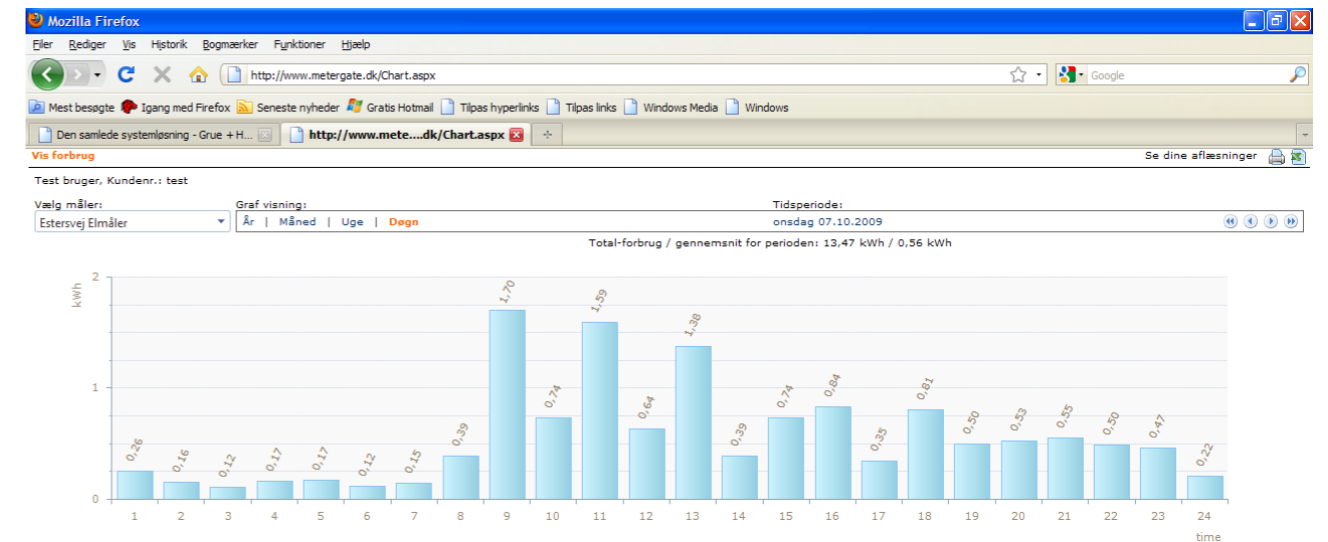 Mozilla Firefox
Filer Rediger Vis Historik Bogmærker Funktioner Hjælp
http://www.metergate.dk/Chart.aspx Google
Mest besøgte Igang med Firefox Seneste nyheder Gratis Hotmail Tilpas hyperlinks Tilpas links Windows Media Windows
Den samlede systemløsning - Grue + H... http://www.mete....dk/Chart.aspx
Vis forbrug Se dine aflæsninger
Test bruger, Kundenr.: test
Vælg måler: Graf visning: Tidsperiode:
Estersvej Elmåler År | Måned | Uge | Døgn onsdag 07.10.2009
Total-forbrug / gennemsnit for perioden: 13,47 kWh / 0,56 kWh
kWh
2
1
0
0,26 0,16 0,12 0,17 0,17 0,12 0,15 0,39 1,70 0,74 1,59 0,64 1,38 0,39 0,74 0,84 0,35 0,81 0,50 0,53 0,55 0,50 0,47 0,22
1 2 3 4 5 6 7 8 9 10 11 12 13 14 15 16 17 18 19 20 21 22 23 24
time